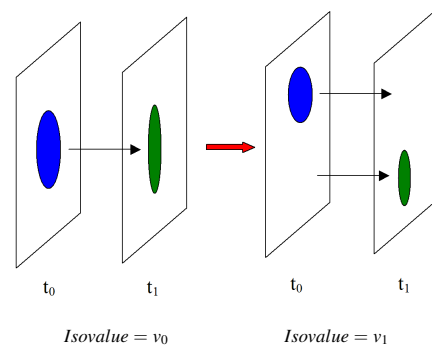 t₀ t₁ t₀ t₁
Isovalue = v₀ Isovalue = v₁